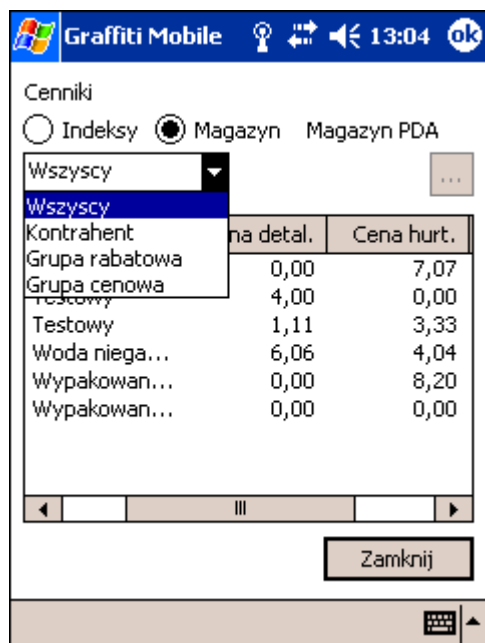 Graffiti Mobile 13:04 ok
Cenniki
Indeksy Magazyn Magazyn PDA
Wszyscy ...
Wszyscy
Kontrahent na detal. Cena hurt.
Grupa rabatowa 0,00 7,07
Grupa cenowa
Testowy 4,00 0,00
Testowy 1,11 3,33
Woda niega... 6,06 4,04
Wypakowan... 0,00 8,20
Wypakowan... 0,00 0,00
Zamknij